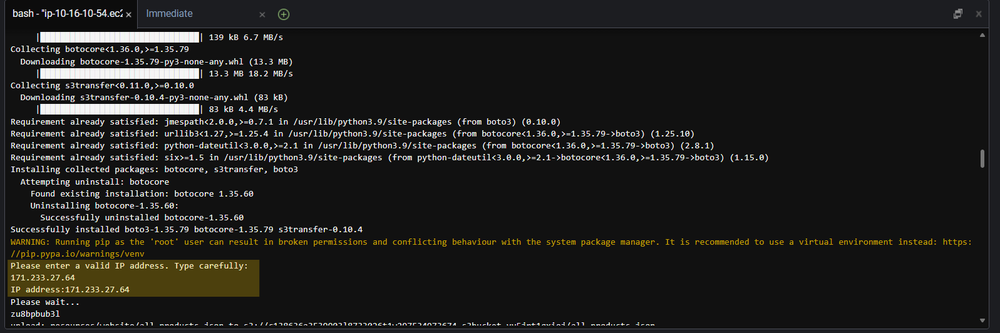 bash - "ip-10-16-10-54.ec2
Immediate
139 kB 6.7 MB/s
Collecting botocore<1.36.0,>=1.35.79
Downloading botocore-1.35.79-py3-none-any.whl (13.3 MB)
13.3 MB 18.2 MB/s
Collecting s3transfer<0.11.0,>=0.10.0
Downloading s3transfer-0.10.4-py3-none-any.whl (83 kB)
83 kB 4.4 MB/s
Requirement already satisfied: jmespath<2.0.0,>=0.7.1 in /usr/lib/python3.9/site-packages (from boto3) (0.10.0)
Requirement already satisfied: urllib3<1.27,>=1.25.4 in /usr/lib/python3.9/site-packages (from botocore<1.36.0,>=1.35.79->boto3) (1.25.10)
Requirement already satisfied: python-dateutil<3.0.0,>=2.1 in /usr/lib/python3.9/site-packages (from botocore<1.36.0,>=1.35.79->boto3) (2.8.1)
Requirement already satisfied: six>=1.5 in /usr/lib/python3.9/site-packages (from python-dateutil<3.0.0,>=2.1->botocore<1.36.0,>=1.35.79->boto3) (1.15.0)
Installing collected packages: botocore, s3transfer, boto3
Attempting uninstall: botocore
Found existing installation: botocore 1.35.60
Uninstalling botocore-1.35.60:
Successfully uninstalled botocore-1.35.60
Successfully installed boto3-1.35.79 botocore-1.35.79 s3transfer-0.10.4
WARNING: Running pip as the 'root' user can result in broken permissions and conflicting behaviour with the system package manager. It is recommended to use a virtual environment instead: https:
//pip.pypa.io/warnings/venv
Please enter a valid IP address. Type carefully:
171.233.27.64
IP address:171.233.27.64
Please wait...
zu8bpbub3l
upload: resources/website/all_products.json to